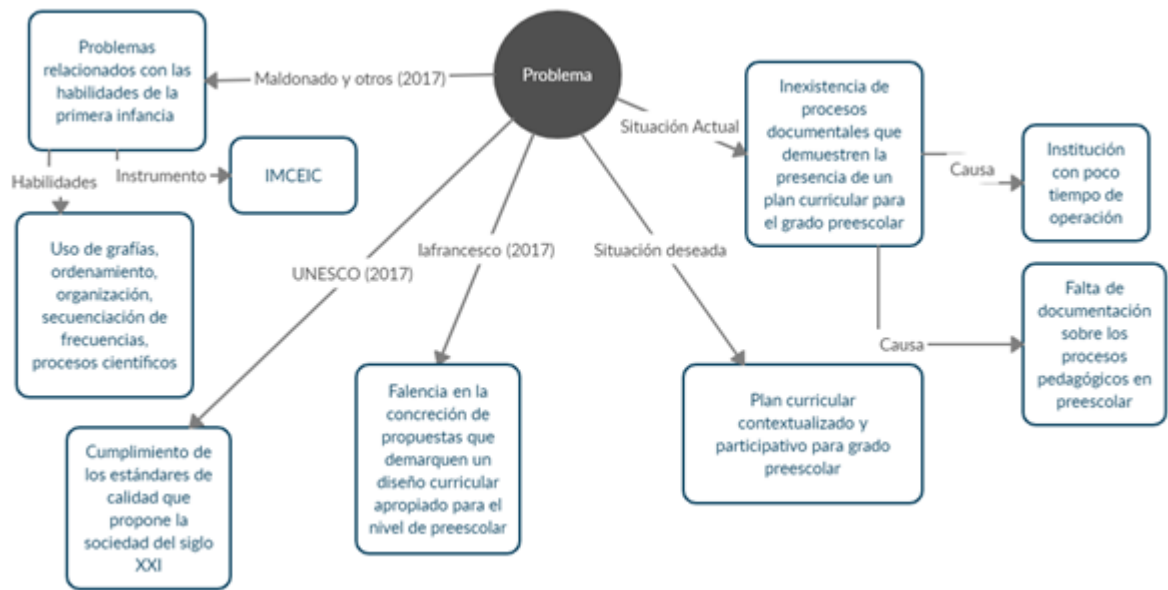 Problemas
relacionados con las
habilidades de la
primera infancia
Maldonado y otros (2017)
Problema
Situación Actual
Inexistencia de
procesos
documentales que
demuestren la
presencia de un
plan curricular para
el grado preescolar
Causa
Institución
con poco
tiempo de
operación
Habilidades
Instrumento
IMCEIC
Uso de grafías,
ordenamiento,
organización,
secuenciación de
frecuencias,
procesos científicos
UNESCO (2017)
Iafrancesco (2017)
Situación deseada
Causa
Falta de
documentación
sobre los
procesos
pedagógicos en
preescolar
Cumplimiento de
los estándares de
calidad que
propone la
sociedad del siglo
XXI
Falencia en la
concreción de
propuestas que
demarquen un
diseño curricular
apropiado para el
nivel de preescolar
Plan curricular
contextualizado y
participativo para grado
preescolar